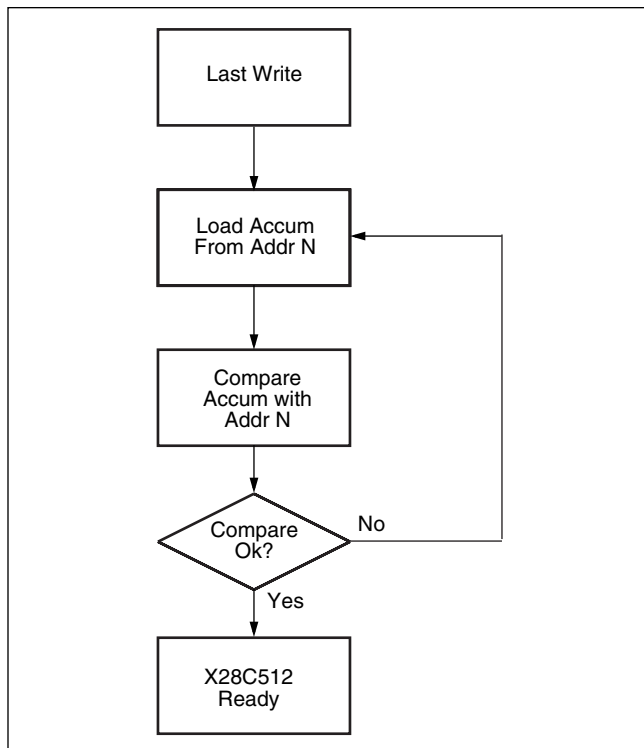 Last Write
Load Accum
From Addr N
Compare
Accum with
Addr N
Compare
Ok?
No
Yes
X28C512
Ready